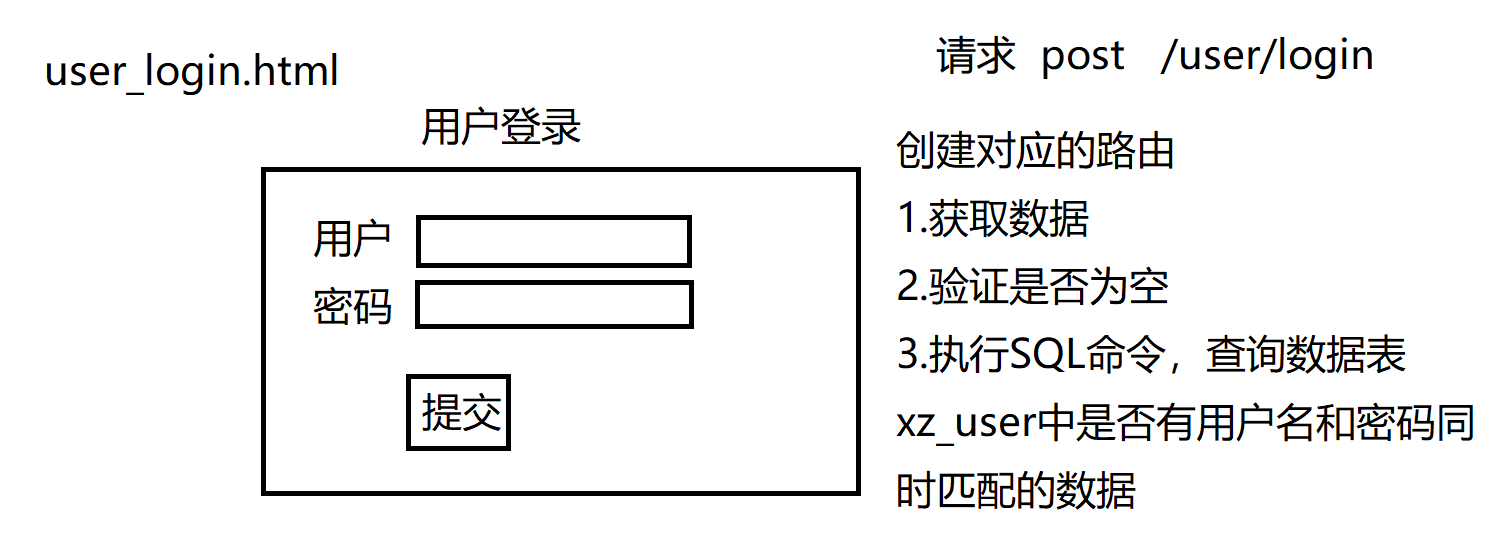 user_login.html
用户登录
用户
密码
提交
请求 post /user/login
创建对应的路由
1.获取数据
2.验证是否为空
3.执行SQL命令，查询数据表
xz_user中是否有用户名和密码同
时匹配的数据